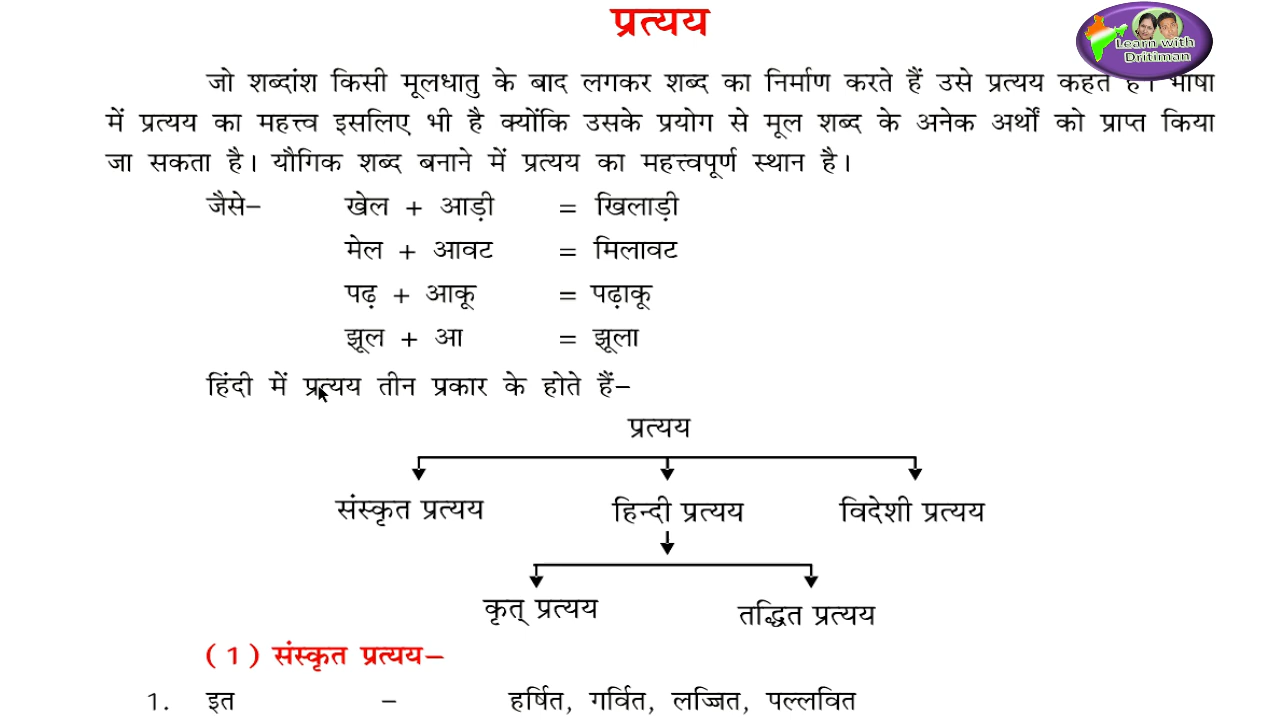 प्रत्यय
Learn with
Dritiman
जो शब्दांश किसी मूलधातु के बाद लगकर शब्द का निर्माण करते हैं उसे प्रत्यय कहते हैं। भाषा
में प्रत्यय का महत्त्व इसलिए भी है क्योंकि उसके प्रयोग से मूल शब्द के अनेक अर्थों को प्राप्त किया
जा सकता है। यौगिक शब्द बनाने में प्रत्यय का महत्त्वपूर्ण स्थान है।
जैसे– खेल + आड़ी = खिलाड़ी
मेल + आवट = मिलावट
पढ़ + आकू = पढ़ाकू
झूल + आ = झूला
हिंदी में प्रत्यय तीन प्रकार के होते हैं–
प्रत्यय
संस्कृत प्रत्यय हिन्दी प्रत्यय विदेशी प्रत्यय
कृत् प्रत्यय तद्धित प्रत्यय
(1) संस्कृत प्रत्यय–
1. इत – हर्षित, गर्वित, लज्जित, पल्लवित